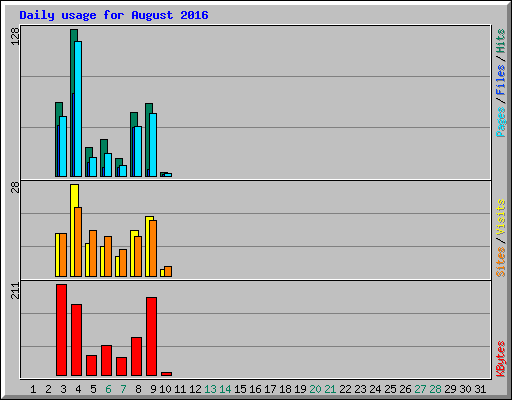 Daily usage for August 2016
128
Pages / Files / Hits
28
Sites / Visits
211
KBytes
1 2 3 4 5 6 7 8 9 10 11 12 13 14 15 16 17 18 19 20 21 22 23 24 25 26 27 28 29 30 31